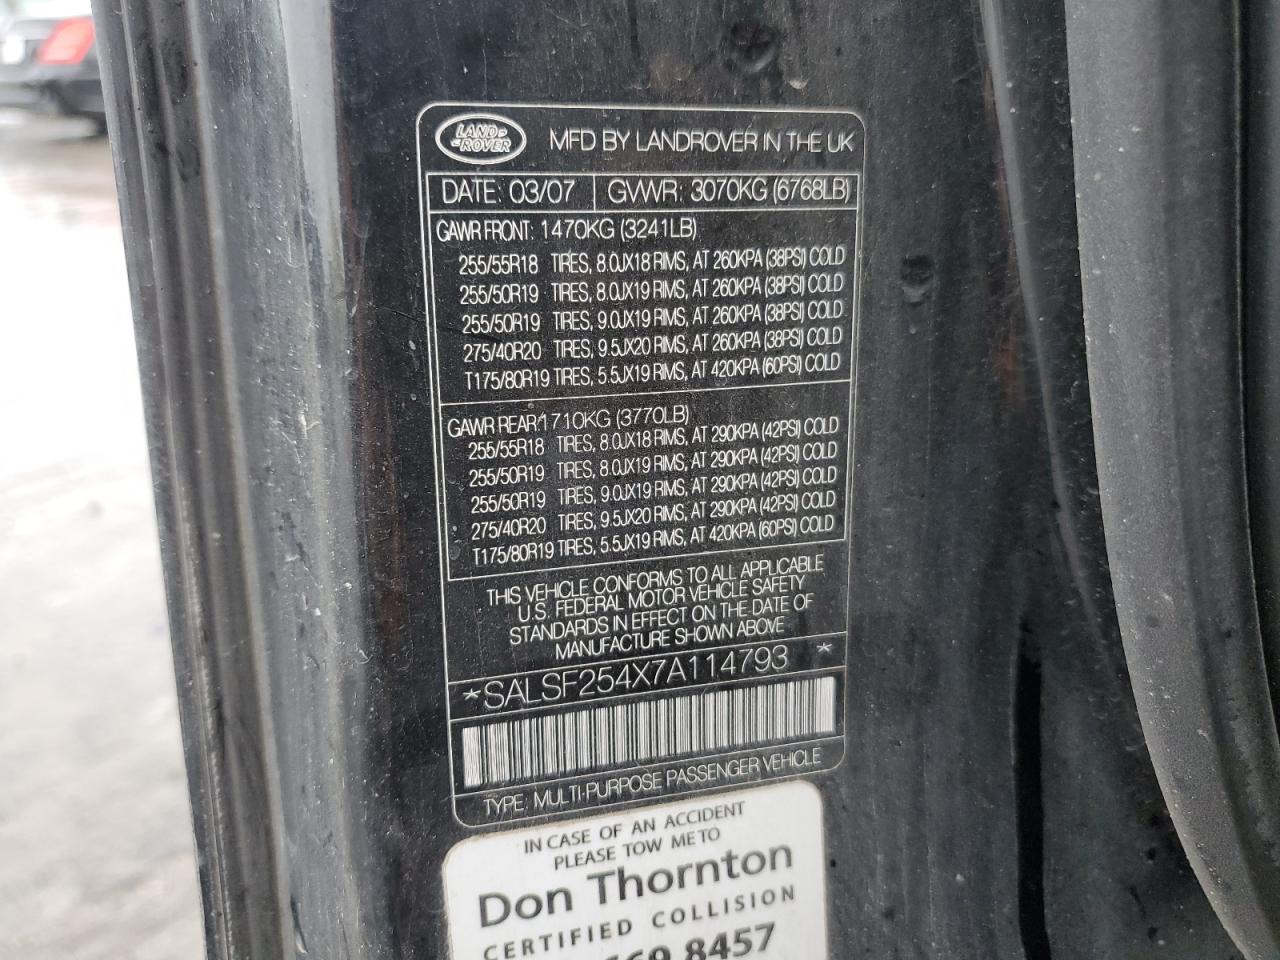 LAND
ROVER
MFD BY LANDROVER IN THE UK
DATE: 03/07 GVWR: 3070KG (6768LB)
GAWR FRONT: 1470KG (3241LB)
255/55R18 TIRES, 8.0JX18 RIMS, AT 260KPA (38PSI) COLD
255/50R19 TIRES, 8.0JX19 RIMS, AT 260KPA (38PSI) COLD
255/50R19 TIRES, 9.0JX19 RIMS, AT 260KPA (38PSI) COLD
275/40R20 TIRES, 9.5JX20 RIMS, AT 260KPA (38PSI) COLD
T175/80R19 TIRES, 5.5JX19 RIMS, AT 420KPA (60PSI) COLD
GAWR REAR: 1710KG (3770LB)
255/55R18 TIRES, 8.0JX18 RIMS, AT 290KPA (42PSI) COLD
255/50R19 TIRES, 8.0JX19 RIMS, AT 290KPA (42PSI) COLD
255/50R19 TIRES, 9.0JX19 RIMS, AT 290KPA (42PSI) COLD
275/40R20 TIRES, 9.5JX20 RIMS, AT 290KPA (42PSI) COLD
T175/80R19 TIRES, 5.5JX19 RIMS, AT 420KPA (60PSI) COLD
THIS VEHICLE CONFORMS TO ALL APPLICABLE
U.S. FEDERAL MOTOR VEHICLE SAFETY
STANDARDS IN EFFECT ON THE DATE OF
MANUFACTURE SHOWN ABOVE
*SALSF254X7A114793 *
TYPE: MULTI-PURPOSE PASSENGER VEHICLE
IN CASE OF AN ACCIDENT
PLEASE TOW ME TO
Don Thornton
CERTIFIED COLLISION
8457